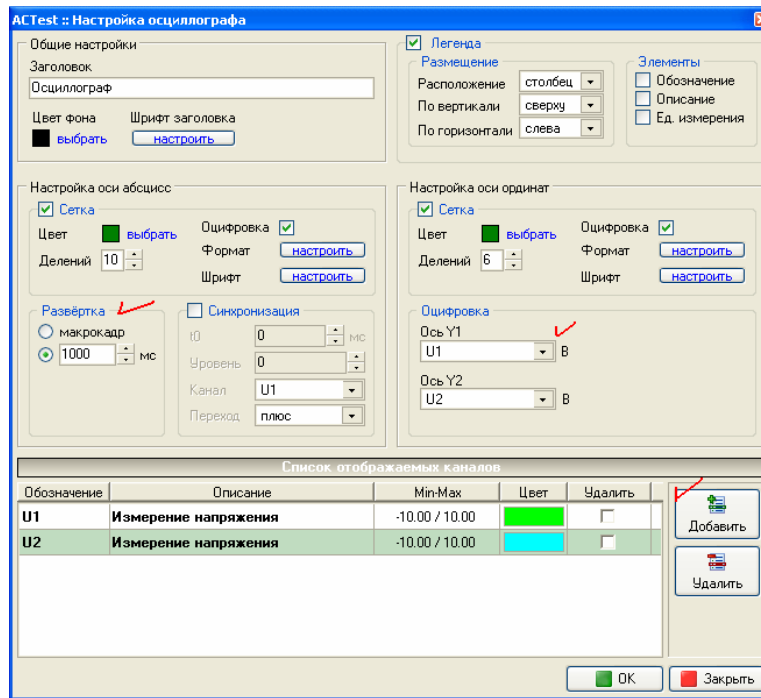 ACTest :: Настройка осциллографа
Общие настройки
Заголовок
Осциллограф
Цвет фона Шрифт заголовка
выбрать настроить
Легенда
Размещение
Расположение столбец
По вертикали сверху
По горизонтали слева
Элементы
Обозначение
Описание
Ед. измерения
Настройка оси абсцисс
Сетка
Цвет выбрать Оцифровка
Делений 10 Формат настроить
Шрифт настроить
Развёртка
макрокадр
1000 мс
Синхронизация
t0 0 мс
Уровень 0
Канал U1
Переход плюс
Настройка оси ординат
Сетка
Цвет выбрать Оцифровка
Делений 6 Формат настроить
Шрифт настроить
Оцифровка
Ось Y1
U1 В
Ось Y2
U2 В
Список отображаемых каналов
Обозначение Описание Min-Max Цвет Удалить
U1 Измерение напряжения -10.00 / 10.00
U2 Измерение напряжения -10.00 / 10.00
Добавить
Удалить
OK Закрыть